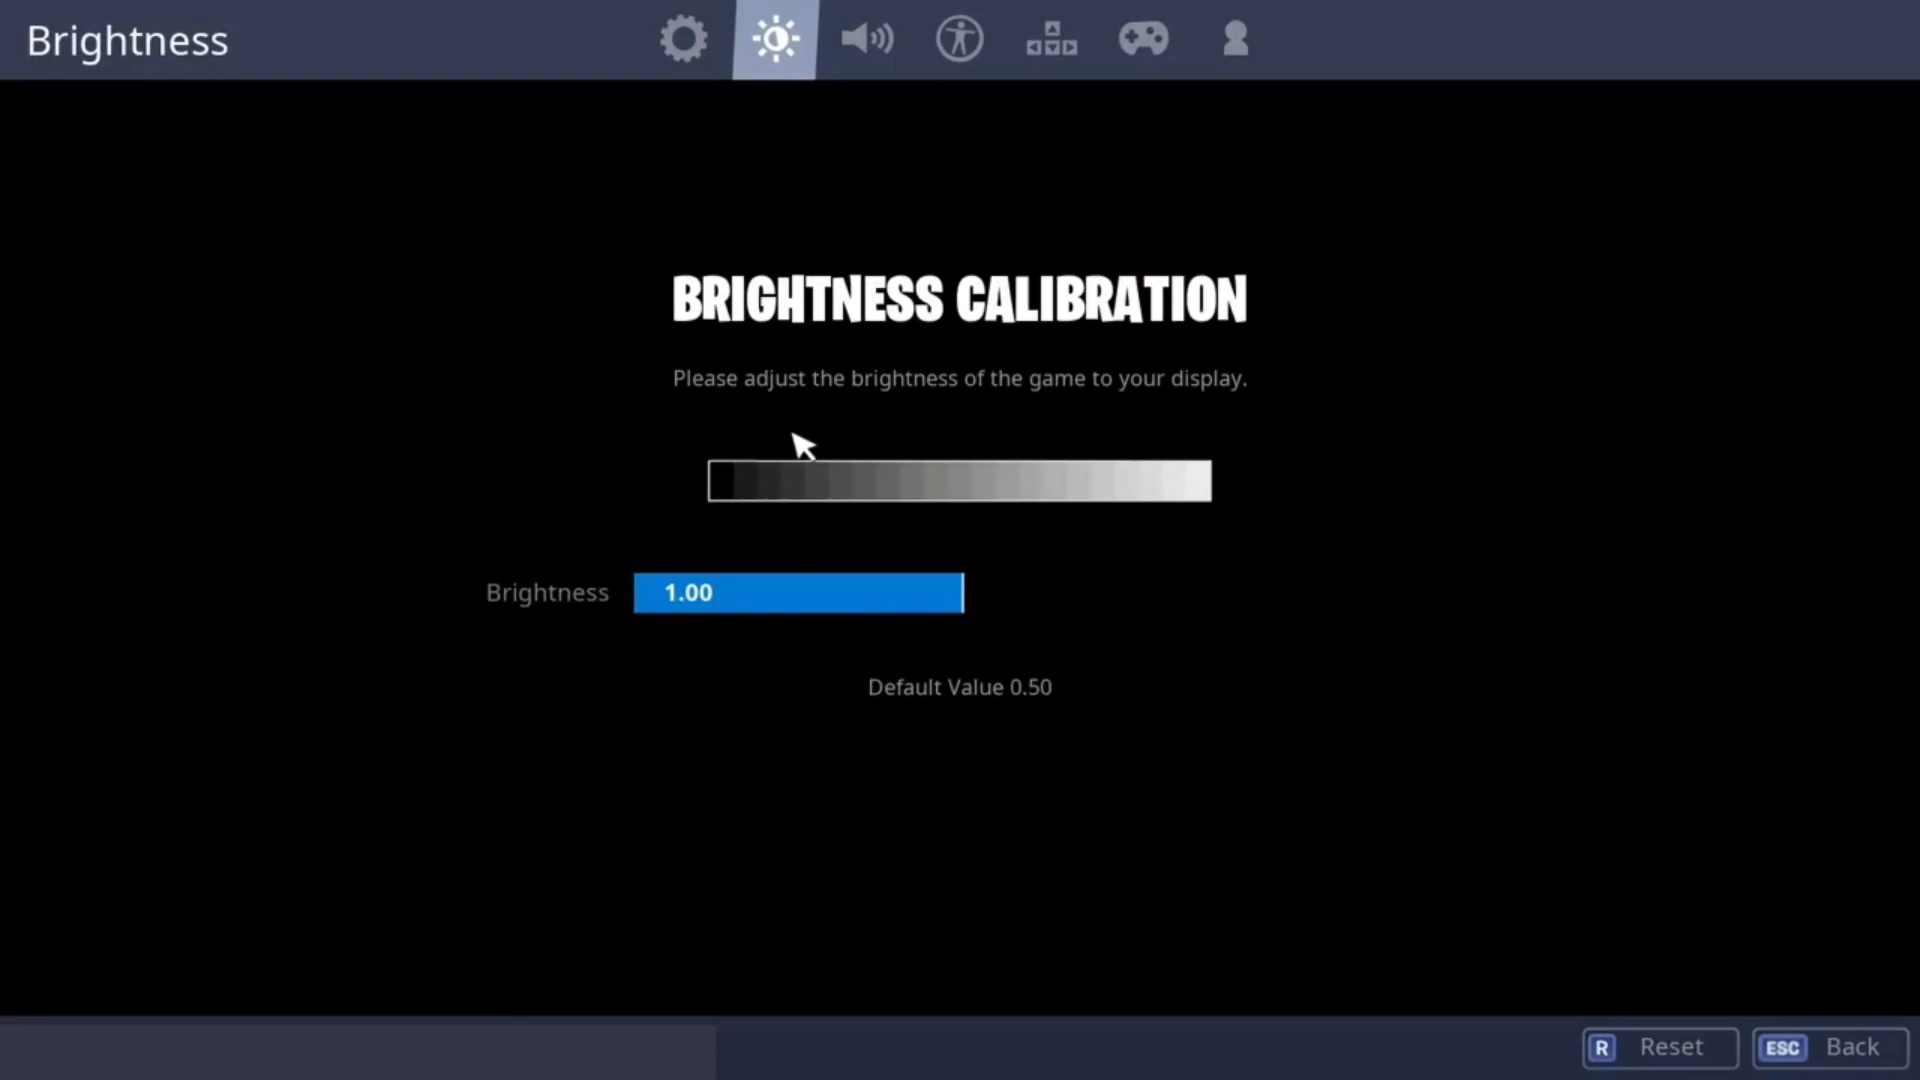 Brightness
BRIGHTNESS CALIBRATION
Please adjust the brightness of the game to your display.
Brightness 1.00
Default Value 0.50
R Reset ESC Back